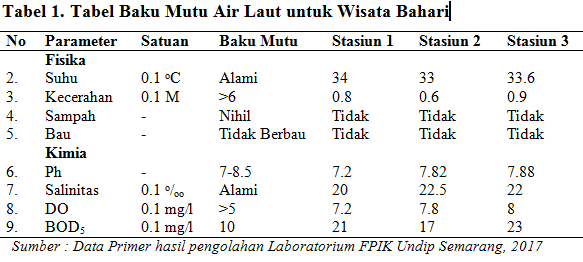 Tabel 1. Tabel Baku Mutu Air Laut untuk Wisata Bahari
No Parameter Satuan Baku Mutu Stasiun 1 Stasiun 2 Stasiun 3
Fisika
2. Suhu 0.1 °C Alami 34 33 33.6
3. Kecerahan 0.1 M >6 0.8 0.6 0.9
4. Sampah - Nihil Tidak Tidak Tidak
5. Bau - Tidak Berbau Tidak Tidak Tidak
Kimia
6. Ph - 7-8.5 7.2 7.82 7.88
7. Salinitas 0.1 °/₀₀ Alami 20 22.5 22
8. DO 0.1 mg/l >5 7.2 7.8 8
9. BOD₅ 0.1 mg/l 10 21 17 23
Sumber : Data Primer hasil pengolahan Laboratorium FPIK Undip Semarang, 2017